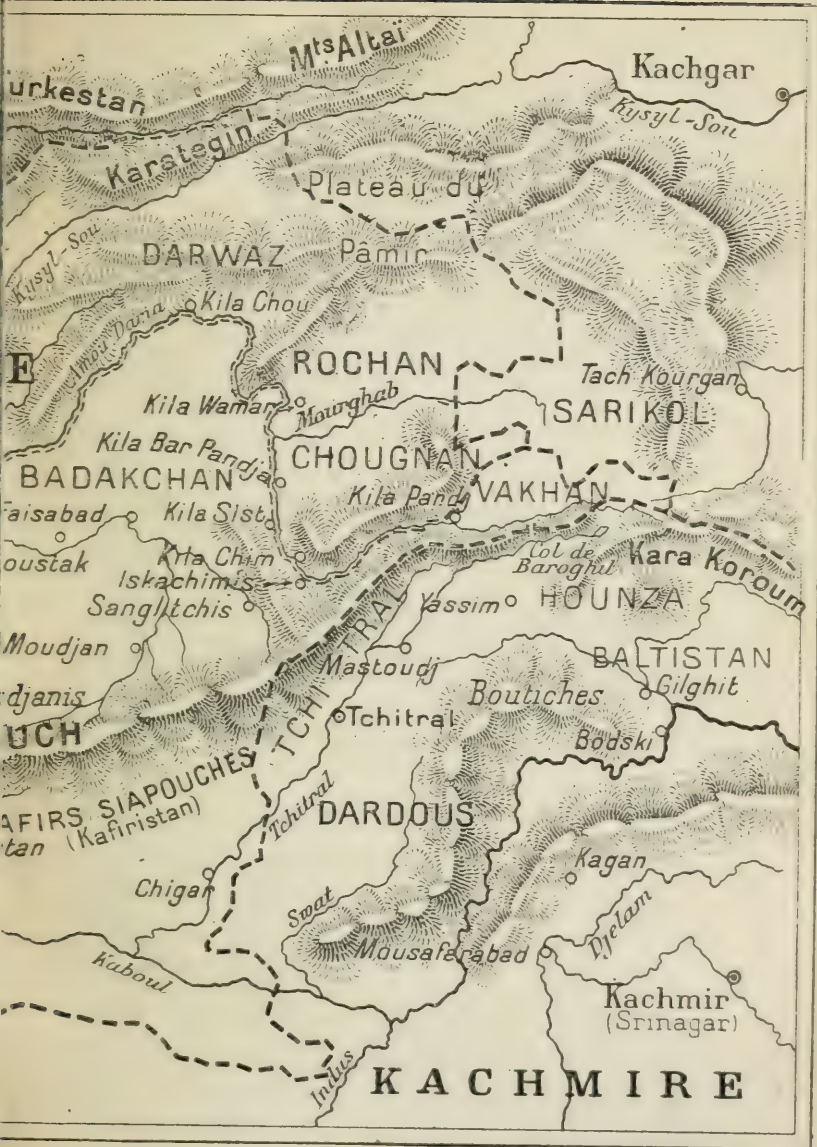 Mts Altaï
Kachgar
urkestan
Kysyl-Sou
Karategin
Plateau du
Pâmir
Kysyl-Sou
DARWAZ
Amou Daria
Kila Chou
E
ROCHAN
Tach Kourgan
Kila Wamar
Mourghab
SARIKOL
Kila Bar Pandja
CHOUGNAN
BADAKCHAN
Kila Pandj
VAKHAN
Faisabad
Kila Sist
oustak
Kila Chim
Col de
Baroghil
Kara Koroum
Iskachimis
Sanglitchis
Yassim
HOUNZA
Moudjan
Mastoudj
BALTISTAN
TCHITRAL
djanis
Boutiches
Gilghit
UCH
Tchitral
Bodski
AFIRS SIAPOUCHES
(Kafiristan)
tan
Tchitral
DARDOUS
Kagan
Chigar
Swat
Mousaferabad
Djelam
Kaboul
Kachmir
(Srinagar)
Indus
KACHMIRE